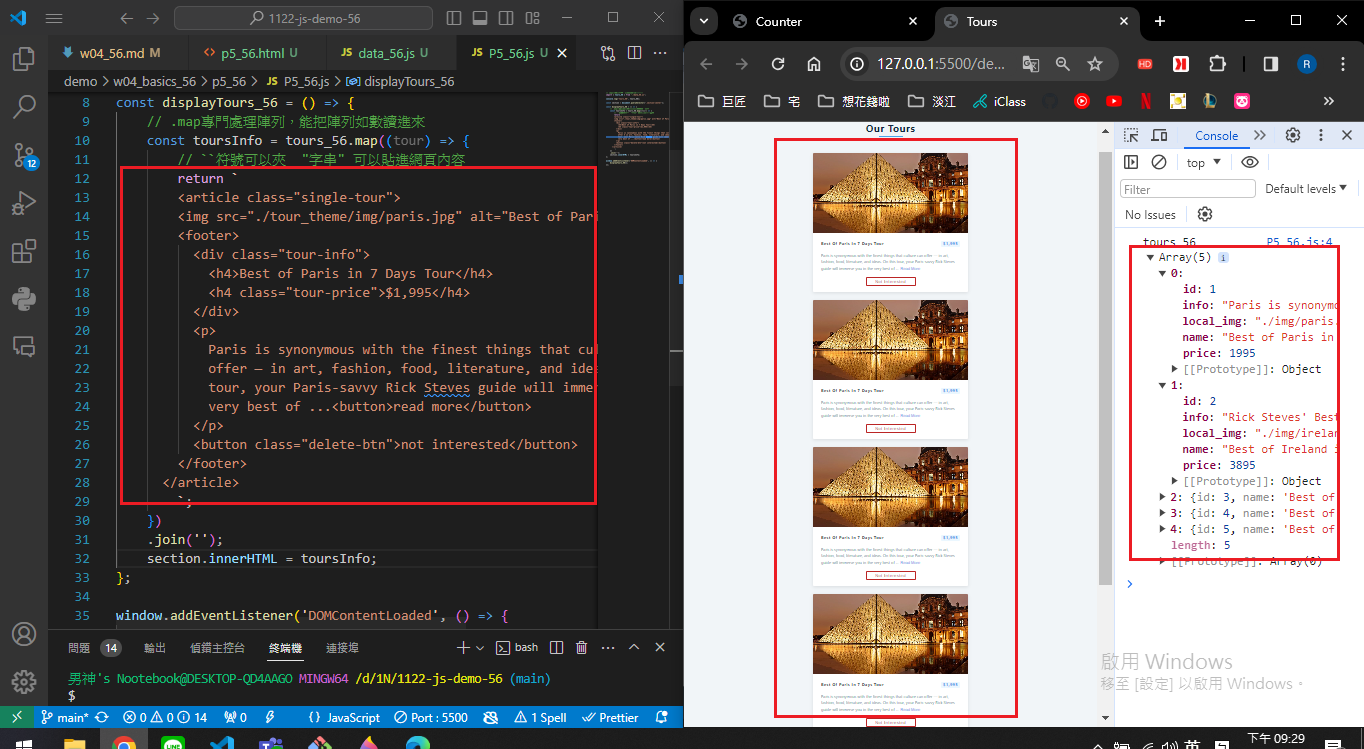 1122-js-demo-56
w04_56.md M
p5_56.html U
data_56.js U
P5_56.js U
demo > w04_basics_56 > p5_56 > JS P5_56.js > displayTours_56
8 const displayTours_56 = () => {
9 // .map專門處理陣列，能把陣列如數讀進來
10 const toursInfo = tours_56.map((tour) => {
11 // ``符號可以夾 "字串" 可以貼進網頁內容
12 return `
13 <article class="single-tour">
14 <img src="./tour_theme/img/paris.jpg" alt="Best of Pari
15 <footer>
16 <div class="tour-info">
17 <h4>Best of Paris in 7 Days Tour</h4>
18 <h4 class="tour-price">$1,995</h4>
19 </div>
20 <p>
21 Paris is synonymous with the finest things that cul
22 offer — in art, fashion, food, literature, and idea
23 tour, your Paris-savvy Rick Steves guide will imme
24 very best of ...<button>read more</button>
25 </p>
26 <button class="delete-btn">not interested</button>
27 </footer>
28 </article>
29 `;
30 })
31 .join('');
32 section.innerHTML = toursInfo;
33 };
34
35 window.addEventListener('DOMContentLoaded', () => {
問題 14 輸出 偵錯主控台 終端機 連接埠
bash
男神's Nootebook@DESKTOP-QD4AAGO MINGW64 /d/1N/1122-js-demo-56 (main)
$
12
main* 0 0 14 0 {} JavaScript Port : 5500 1 Spell Prettier
Counter
Tours
127.0.0.1:5500/de...
HD
R
巨匠 宅 想花錢啦 淡江 iClass
Our Tours
Best Of Paris In 7 Days Tour $1,995
Paris is synonymous with the finest things that culture can offer — in art,
fashion, food, literature, and ideas. On this tour, your Paris-savvy Rick Steves
guide will immerse you in the very best of ... Read More
Not Interested
Best Of Paris In 7 Days Tour $1,995
Paris is synonymous with the finest things that culture can offer — in art,
fashion, food, literature, and ideas. On this tour, your Paris-savvy Rick Steves
guide will immerse you in the very best of ... Read More
Not Interested
Best Of Paris In 7 Days Tour $1,995
Paris is synonymous with the finest things that culture can offer — in art,
fashion, food, literature, and ideas. On this tour, your Paris-savvy Rick Steves
guide will immerse you in the very best of ... Read More
Not Interested
Best Of Paris In 7 Days Tour $1,995
Paris is synonymous with the finest things that culture can offer — in art,
fashion, food, literature, and ideas. On this tour, your Paris-savvy Rick Steves
guide will immerse you in the very best of ... Read More
Not Interested
Console
top
Filter
Default levels
No Issues
tours_56 P5_56.js:4
Array(5) i
0:
id: 1
info: "Paris is synonymo
local_img: "./img/paris.
name: "Best of Paris in
price: 1995
[[Prototype]]: Object
1:
id: 2
info: "Rick Steves' Best
local_img: "./img/irelan
name: "Best of Ireland i
price: 3895
[[Prototype]]: Object
2: {id: 3, name: 'Best of
3: {id: 4, name: 'Best of
4: {id: 5, name: 'Best of
length: 5
[[Prototype]]: Array(0)
啟用 Windows
移至 [設定] 以啟用 Windows。
LINE
英
下午 09:29